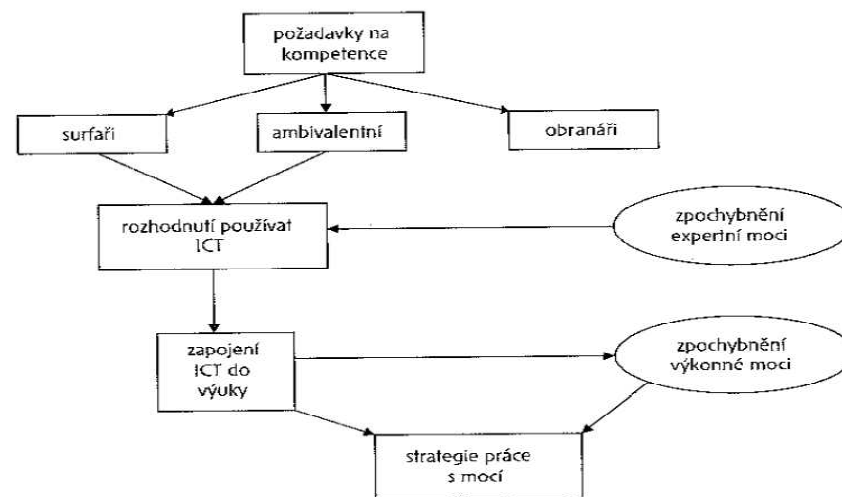 požadavky na
kompetence
surfaři
ambivalentní
obranáři
rozhodnutí používat
ICT
zpochybnění
expertní moci
zapojení
ICT do
výuky
zpochybnění
výkonné moci
strategie práce
s mocí